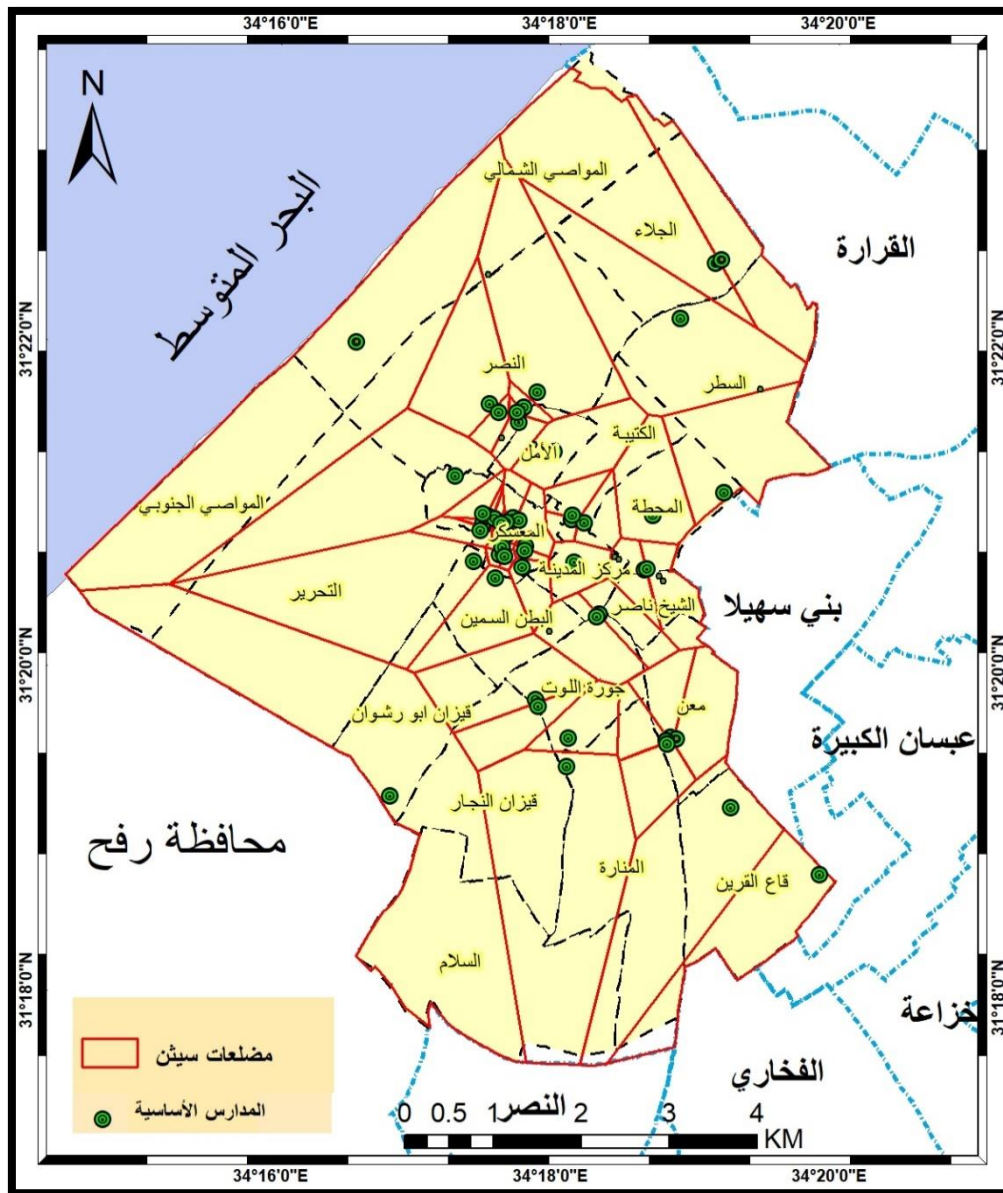 34°16'0"E
34°18'0"E
34°20'0"E
N
البحر المتوسط
المواصي الشمالي
الجلاء
القرارة
31°22'0"N
31°22'0"N
النصر
السطر
الكتيبة
الأمل
المواصي الجنوبي
المحطة
المعسكر
مركز المدينة
التحرير
الشيخ ناصر
بني سهيلا
البطن السمين
31°20'0"N
31°20'0"N
جورة اللوت
معن
قيزان ابو رشوان
عبسان الكبيرة
قيزان النجار
محافظة رفح
المنارة
قاع القرين
السلام
31°18'0"N
31°18'0"N
خزاعة
مضلعات سيثن
الفخاري
المدارس الأساسية
النصر
0 0.5 1 2 3 4
KM
34°16'0"E
34°18'0"E
34°20'0"E